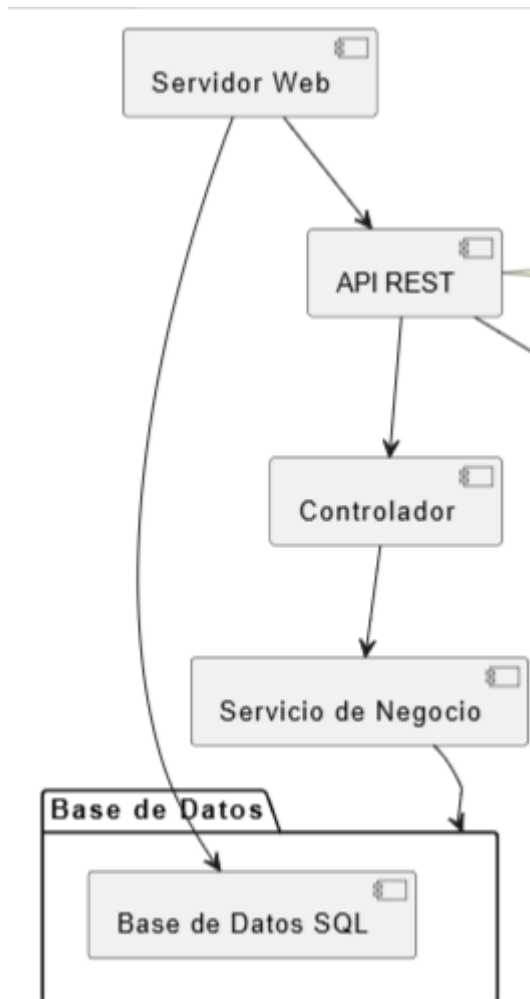 Servidor Web
API REST
Controlador
Servicio de Negocio
Base de Datos
Base de Datos SQL